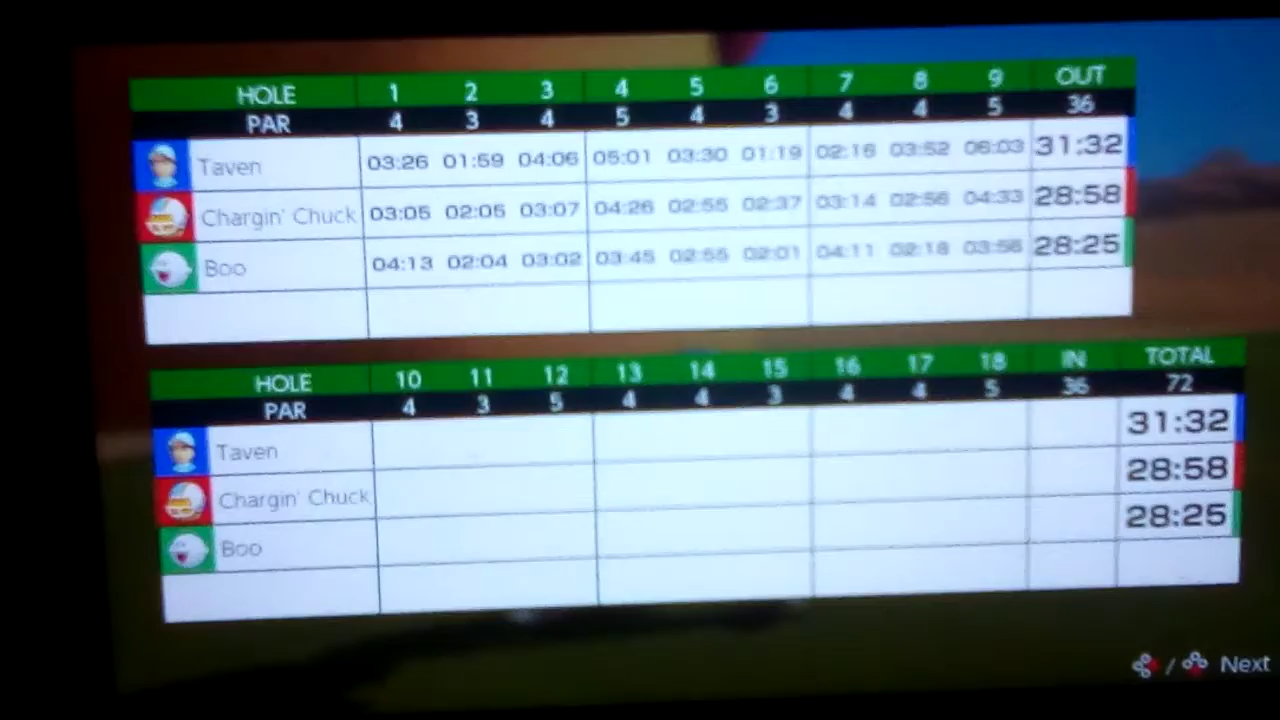 HOLE 1 2 3 4 5 6 7 8 9 OUT
PAR 4 3 4 5 4 3 4 4 5 36
Taven 03:26 01:59 04:06 05:01 03:30 01:19 02:16 03:52 06:03 31:32
Chargin' Chuck 03:05 02:05 03:07 04:26 02:55 02:37 03:14 02:56 04:33 28:58
Boo 04:13 02:04 03:02 03:45 02:55 02:01 04:11 02:18 03:56 28:25
HOLE 10 11 12 13 14 15 16 17 18 IN TOTAL
PAR 4 3 5 4 4 3 4 4 5 36 72
Taven 31:32
Chargin' Chuck 28:58
Boo 28:25
/ Next